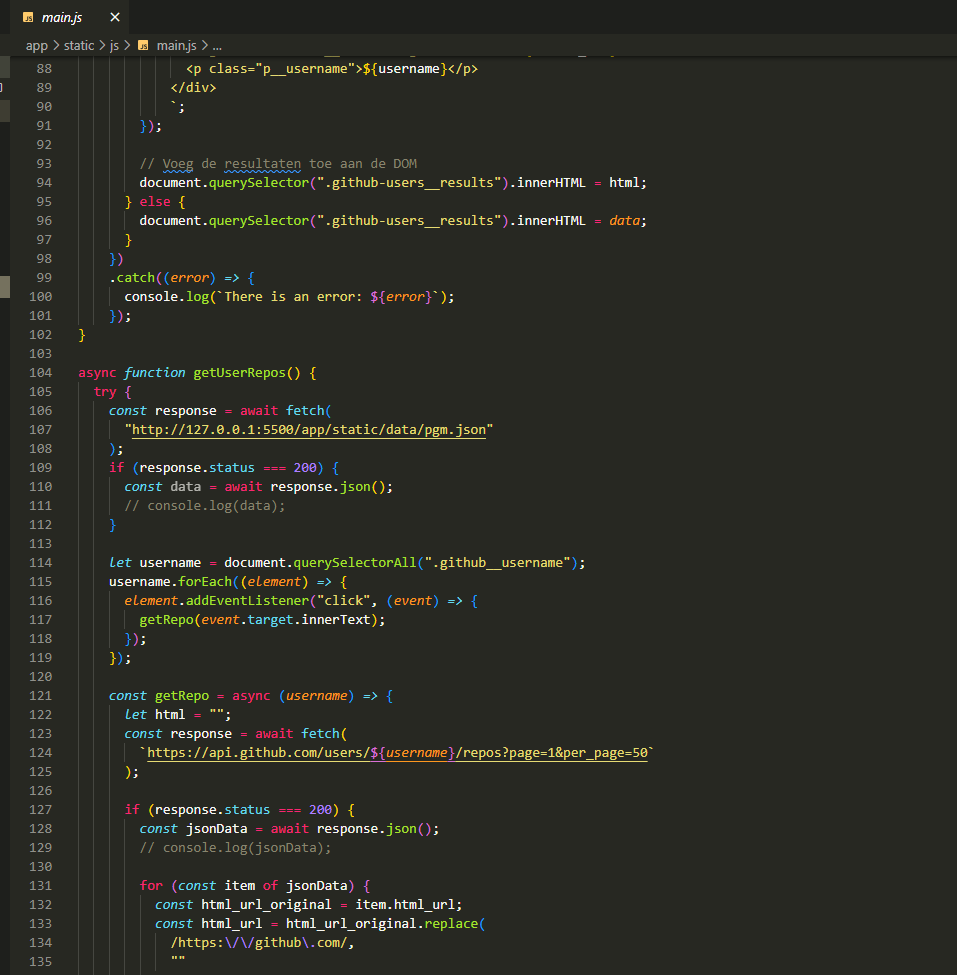 main.js
app > static > js > main.js > ...
88 <p class="p__username">${username}</p>
89 </div>
90 `;
91 });
92
93 // Voeg de resultaten toe aan de DOM
94 document.querySelector(".github-users__results").innerHTML = html;
95 } else {
96 document.querySelector(".github-users__results").innerHTML = data;
97 }
98 })
99 .catch((error) => {
100 console.log(`There is an error: ${error}`);
101 });
102 }
103
104 async function getUserRepos() {
105 try {
106 const response = await fetch(
107 "http://127.0.0.1:5500/app/static/data/pgm.json"
108 );
109 if (response.status === 200) {
110 const data = await response.json();
111 // console.log(data);
112 }
113
114 let username = document.querySelectorAll(".github__username");
115 username.forEach((element) => {
116 element.addEventListener("click", (event) => {
117 getRepo(event.target.innerText);
118 });
119 });
120
121 const getRepo = async (username) => {
122 let html = "";
123 const response = await fetch(
124 `https://api.github.com/users/${username}/repos?page=1&per_page=50`
125 );
126
127 if (response.status === 200) {
128 const jsonData = await response.json();
129 // console.log(jsonData);
130
131 for (const item of jsonData) {
132 const html_url_original = item.html_url;
133 const html_url = html_url_original.replace(
134 /https:\/\/github\.com/,
135 ""